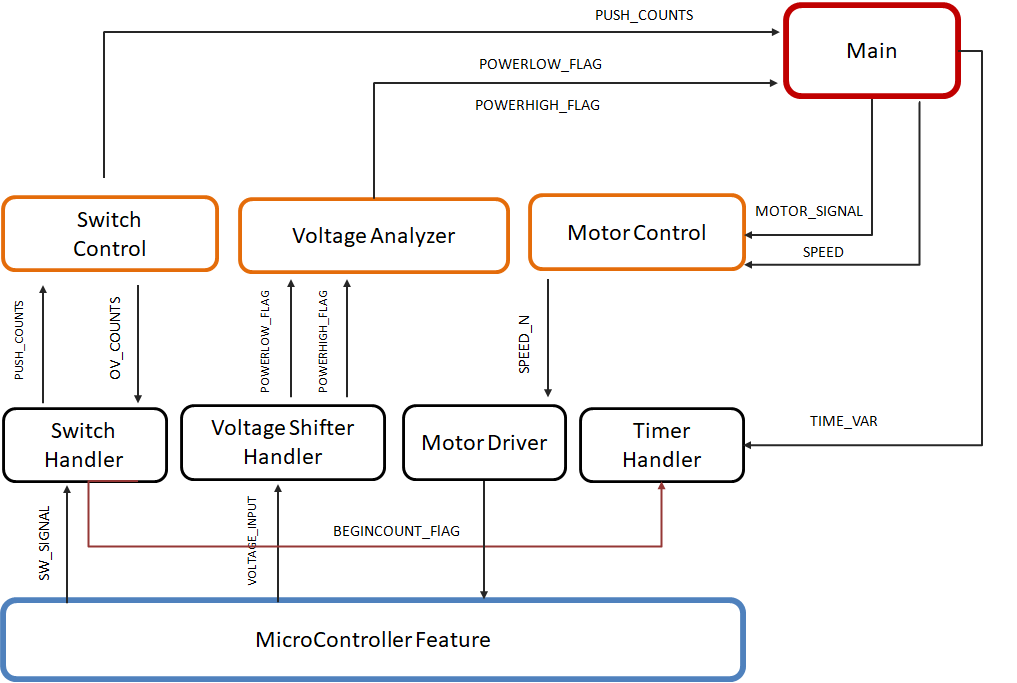 PUSH_COUNTS
Main
POWERLOW_FLAG
POWERHIGH_FLAG
Switch
Control
Voltage Analyzer
Motor Control
MOTOR_SIGNAL
SPEED
PUSH_COUNTS
OV_COUNTS
POWERLOW_FLAG
POWERHIGH_FLAG
SPEED_N
Switch
Handler
Voltage Shifter
Handler
Motor Driver
Timer
Handler
TIME_VAR
SW_SIGNAL
VOLTAGE_INPUT
BEGINCOUNT_FlAG
MicroController Feature